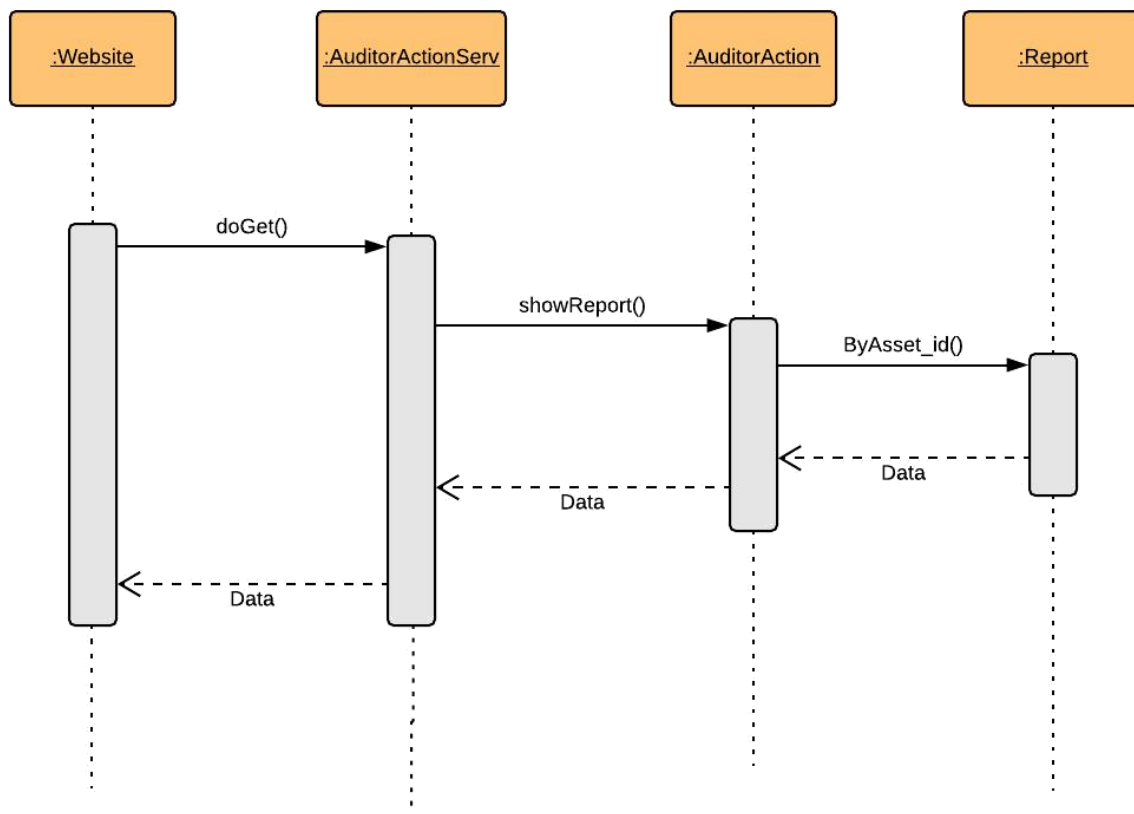 :Website
:AuditorActionServ
:AuditorAction
:Report
doGet()
showReport()
ByAsset_id()
Data
Data
Data